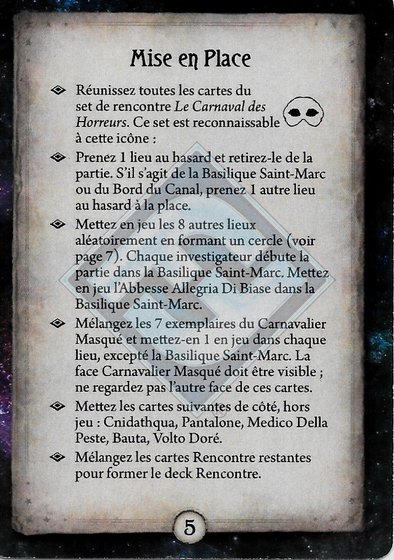 Mise en Place
Réunissez toutes les cartes du
set de rencontre Le Carnaval des
Horreurs. Ce set est reconnaissable
à cette icône :
Prenez 1 lieu au hasard et retirez-le de la
partie. S'il s'agit de la Basilique Saint-Marc
ou du Bord du Canal, prenez 1 autre lieu
au hasard à la place.
Mettez en jeu les 8 autres lieux
aléatoirement en formant un cercle (voir
page 7). Chaque investigateur débute la
partie dans la Basilique Saint-Marc. Mettez
en jeu l'Abbesse Allegria Di Biase dans la
Basilique Saint-Marc.
Mélangez les 7 exemplaires du Carnavalier
Masqué et mettez-en 1 en jeu dans chaque
lieu, excepté la Basilique Saint-Marc. La
face Carnavalier Masqué doit être visible ;
ne regardez pas l'autre face de ces cartes.
Mettez les cartes suivantes de côté, hors
jeu : Cnidathqua, Pantalone, Medico Della
Peste, Bauta, Volto Doré.
Mélangez les cartes Rencontre restantes
pour former le deck Rencontre.
5